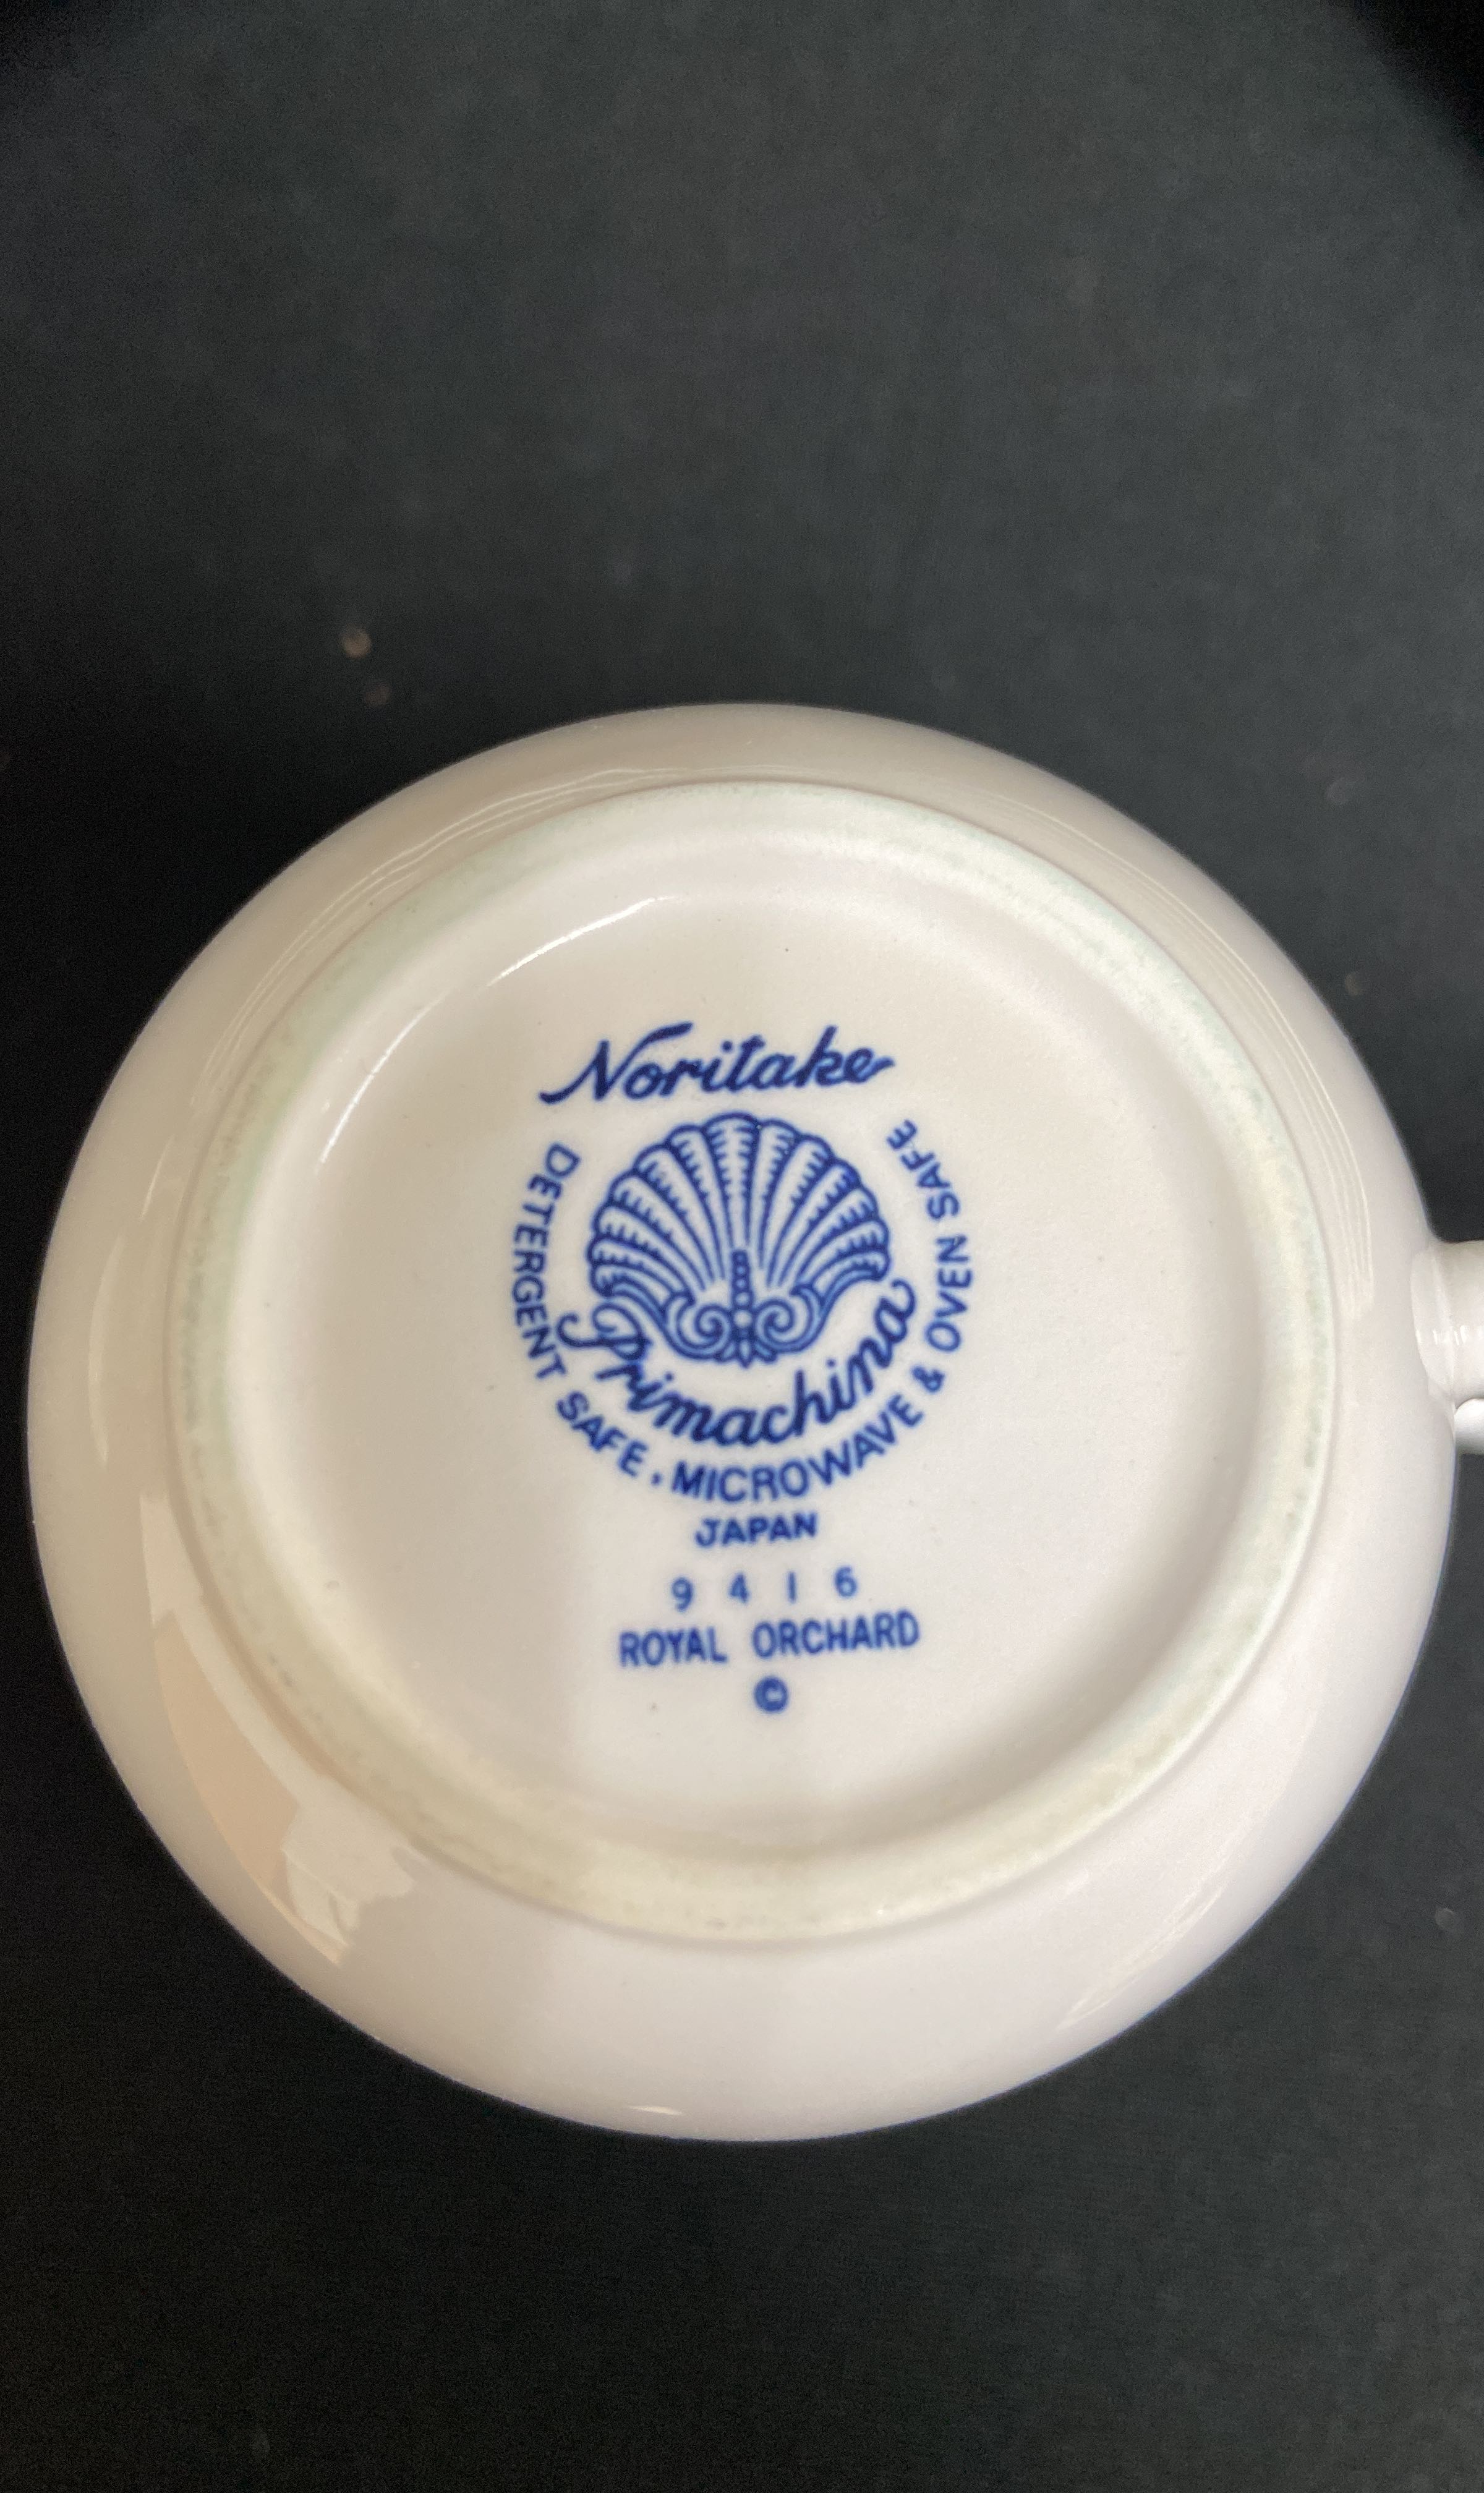 Noritake
Primachina
DETERGENT SAFE . MICROWAVE & OVEN SAFE
JAPAN
9416
ROYAL ORCHARD
©